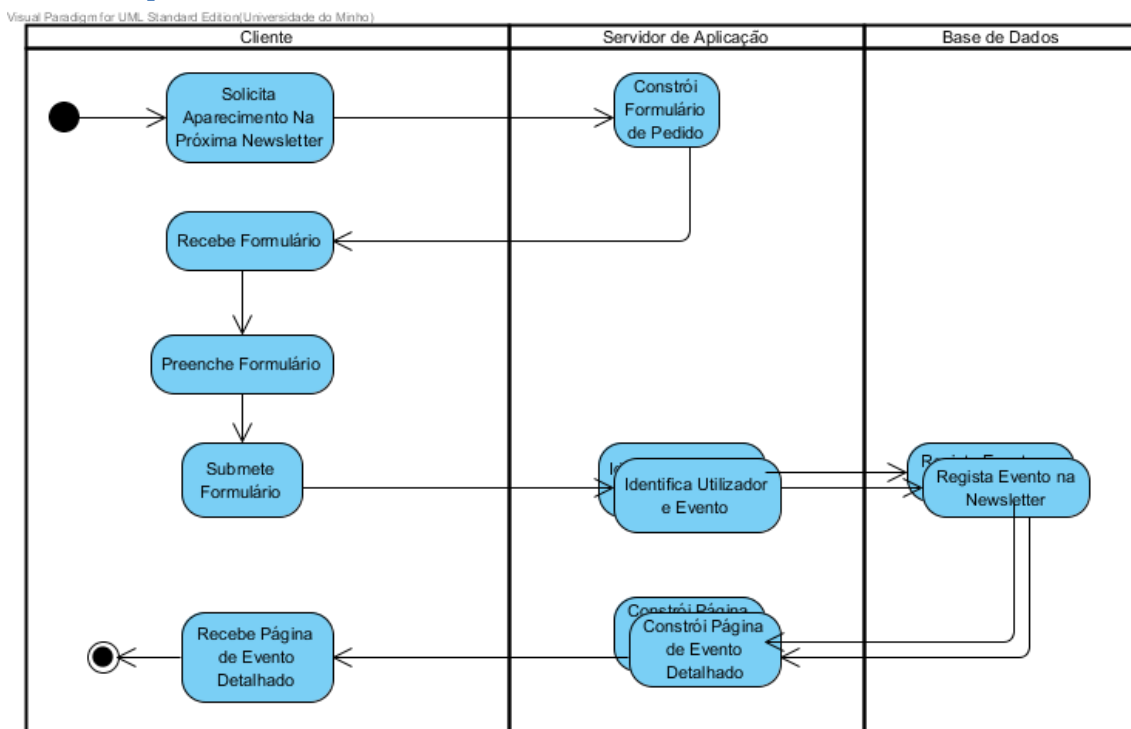 Visual Paradigm for UML Standard Edition(Universidade do Minho)
Cliente
Servidor de Aplicação
Base de Dados
Solicita
Aparecimento Na
Próxima Newsletter
Constrói
Formulário
de Pedido
Recebe Formulário
Preenche Formulário
Submete
Formulário
Identifica Utilizador
e Evento
Regista Evento na
Newsletter
Recebe Página
de Evento
Detalhado
Constrói Página
Constrói Página
de Evento
Detalhado